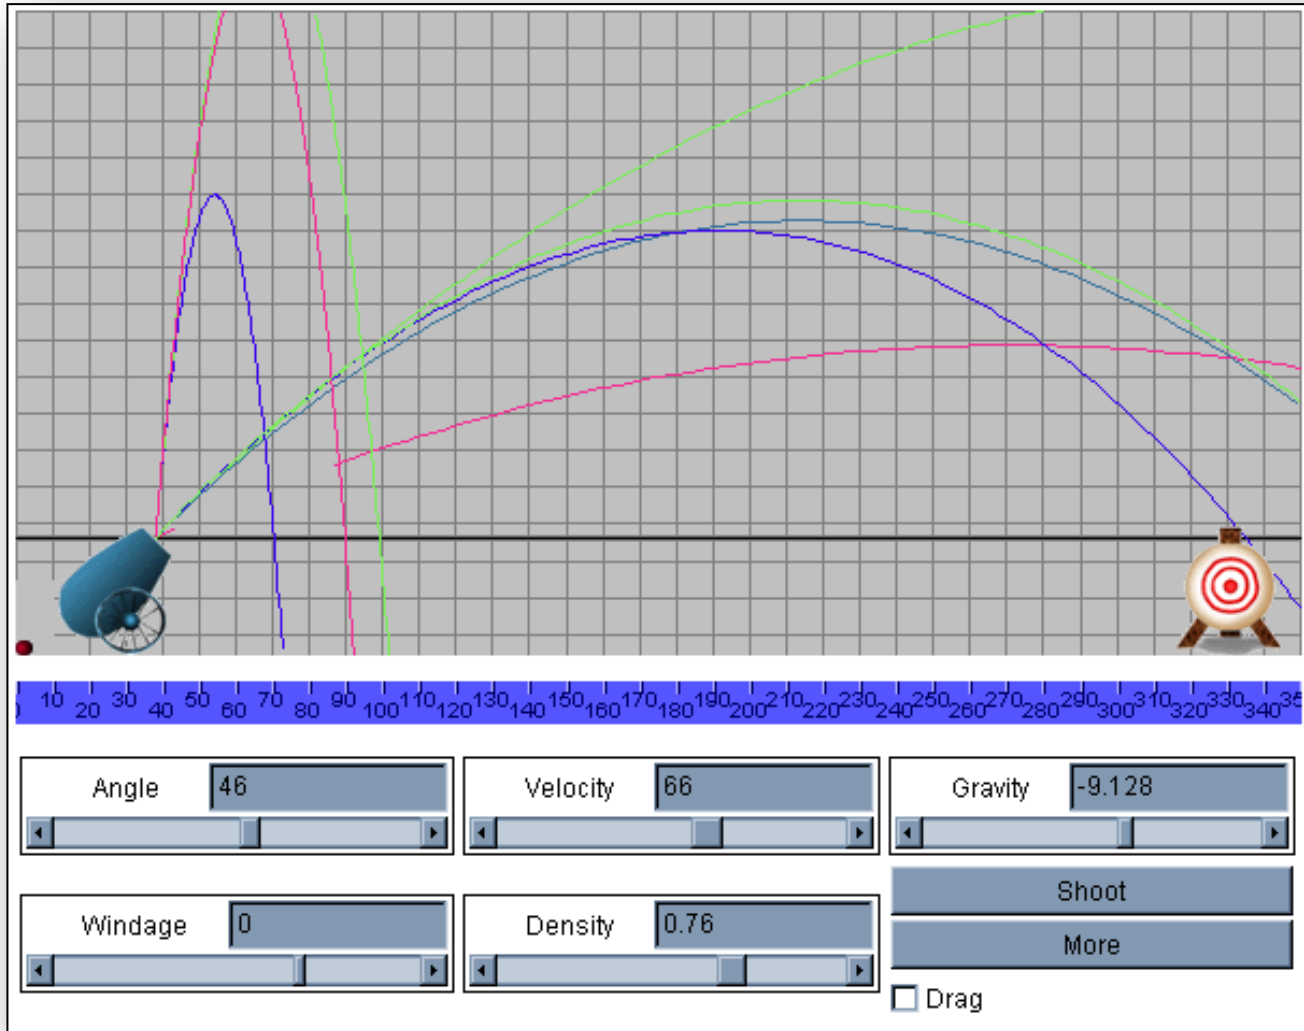 10 20 30 40 50 60 70 80 90 100 110 120 130 140 150 160 170 180 190 200 210 220 230 240 250 260 270 280 290 300 310 320 330 340 35
Angle 46 Velocity 66 Gravity -9.128
Shoot
Windage 0 Density 0.76
More
Drag